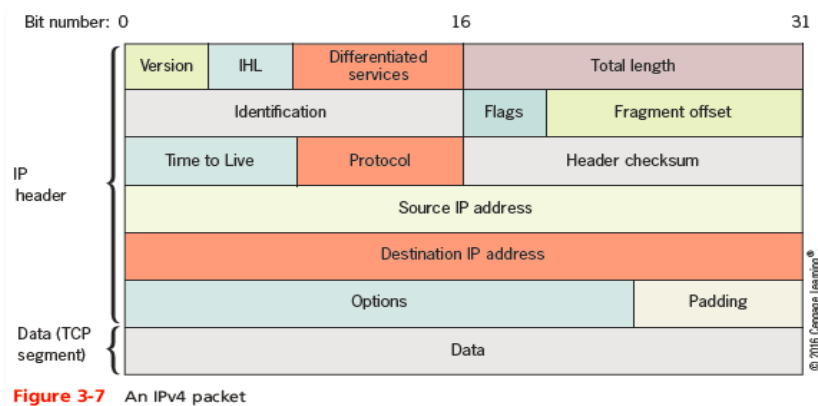 Bit number: 0 16 31
Version IHL Differentiated services Total length
Identification Flags Fragment offset
Time to Live Protocol Header checksum
IP header
Source IP address
Destination IP address
Options Padding
Data (TCP segment)
Data
© 2016 Cengage Learning®
Figure 3-7 An IPv4 packet